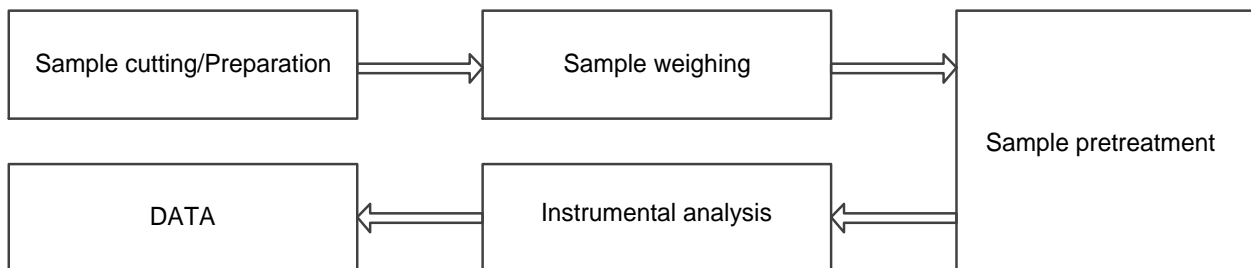 Sample cutting/Preparation
Sample weighing
Sample pretreatment
Instrumental analysis
DATA